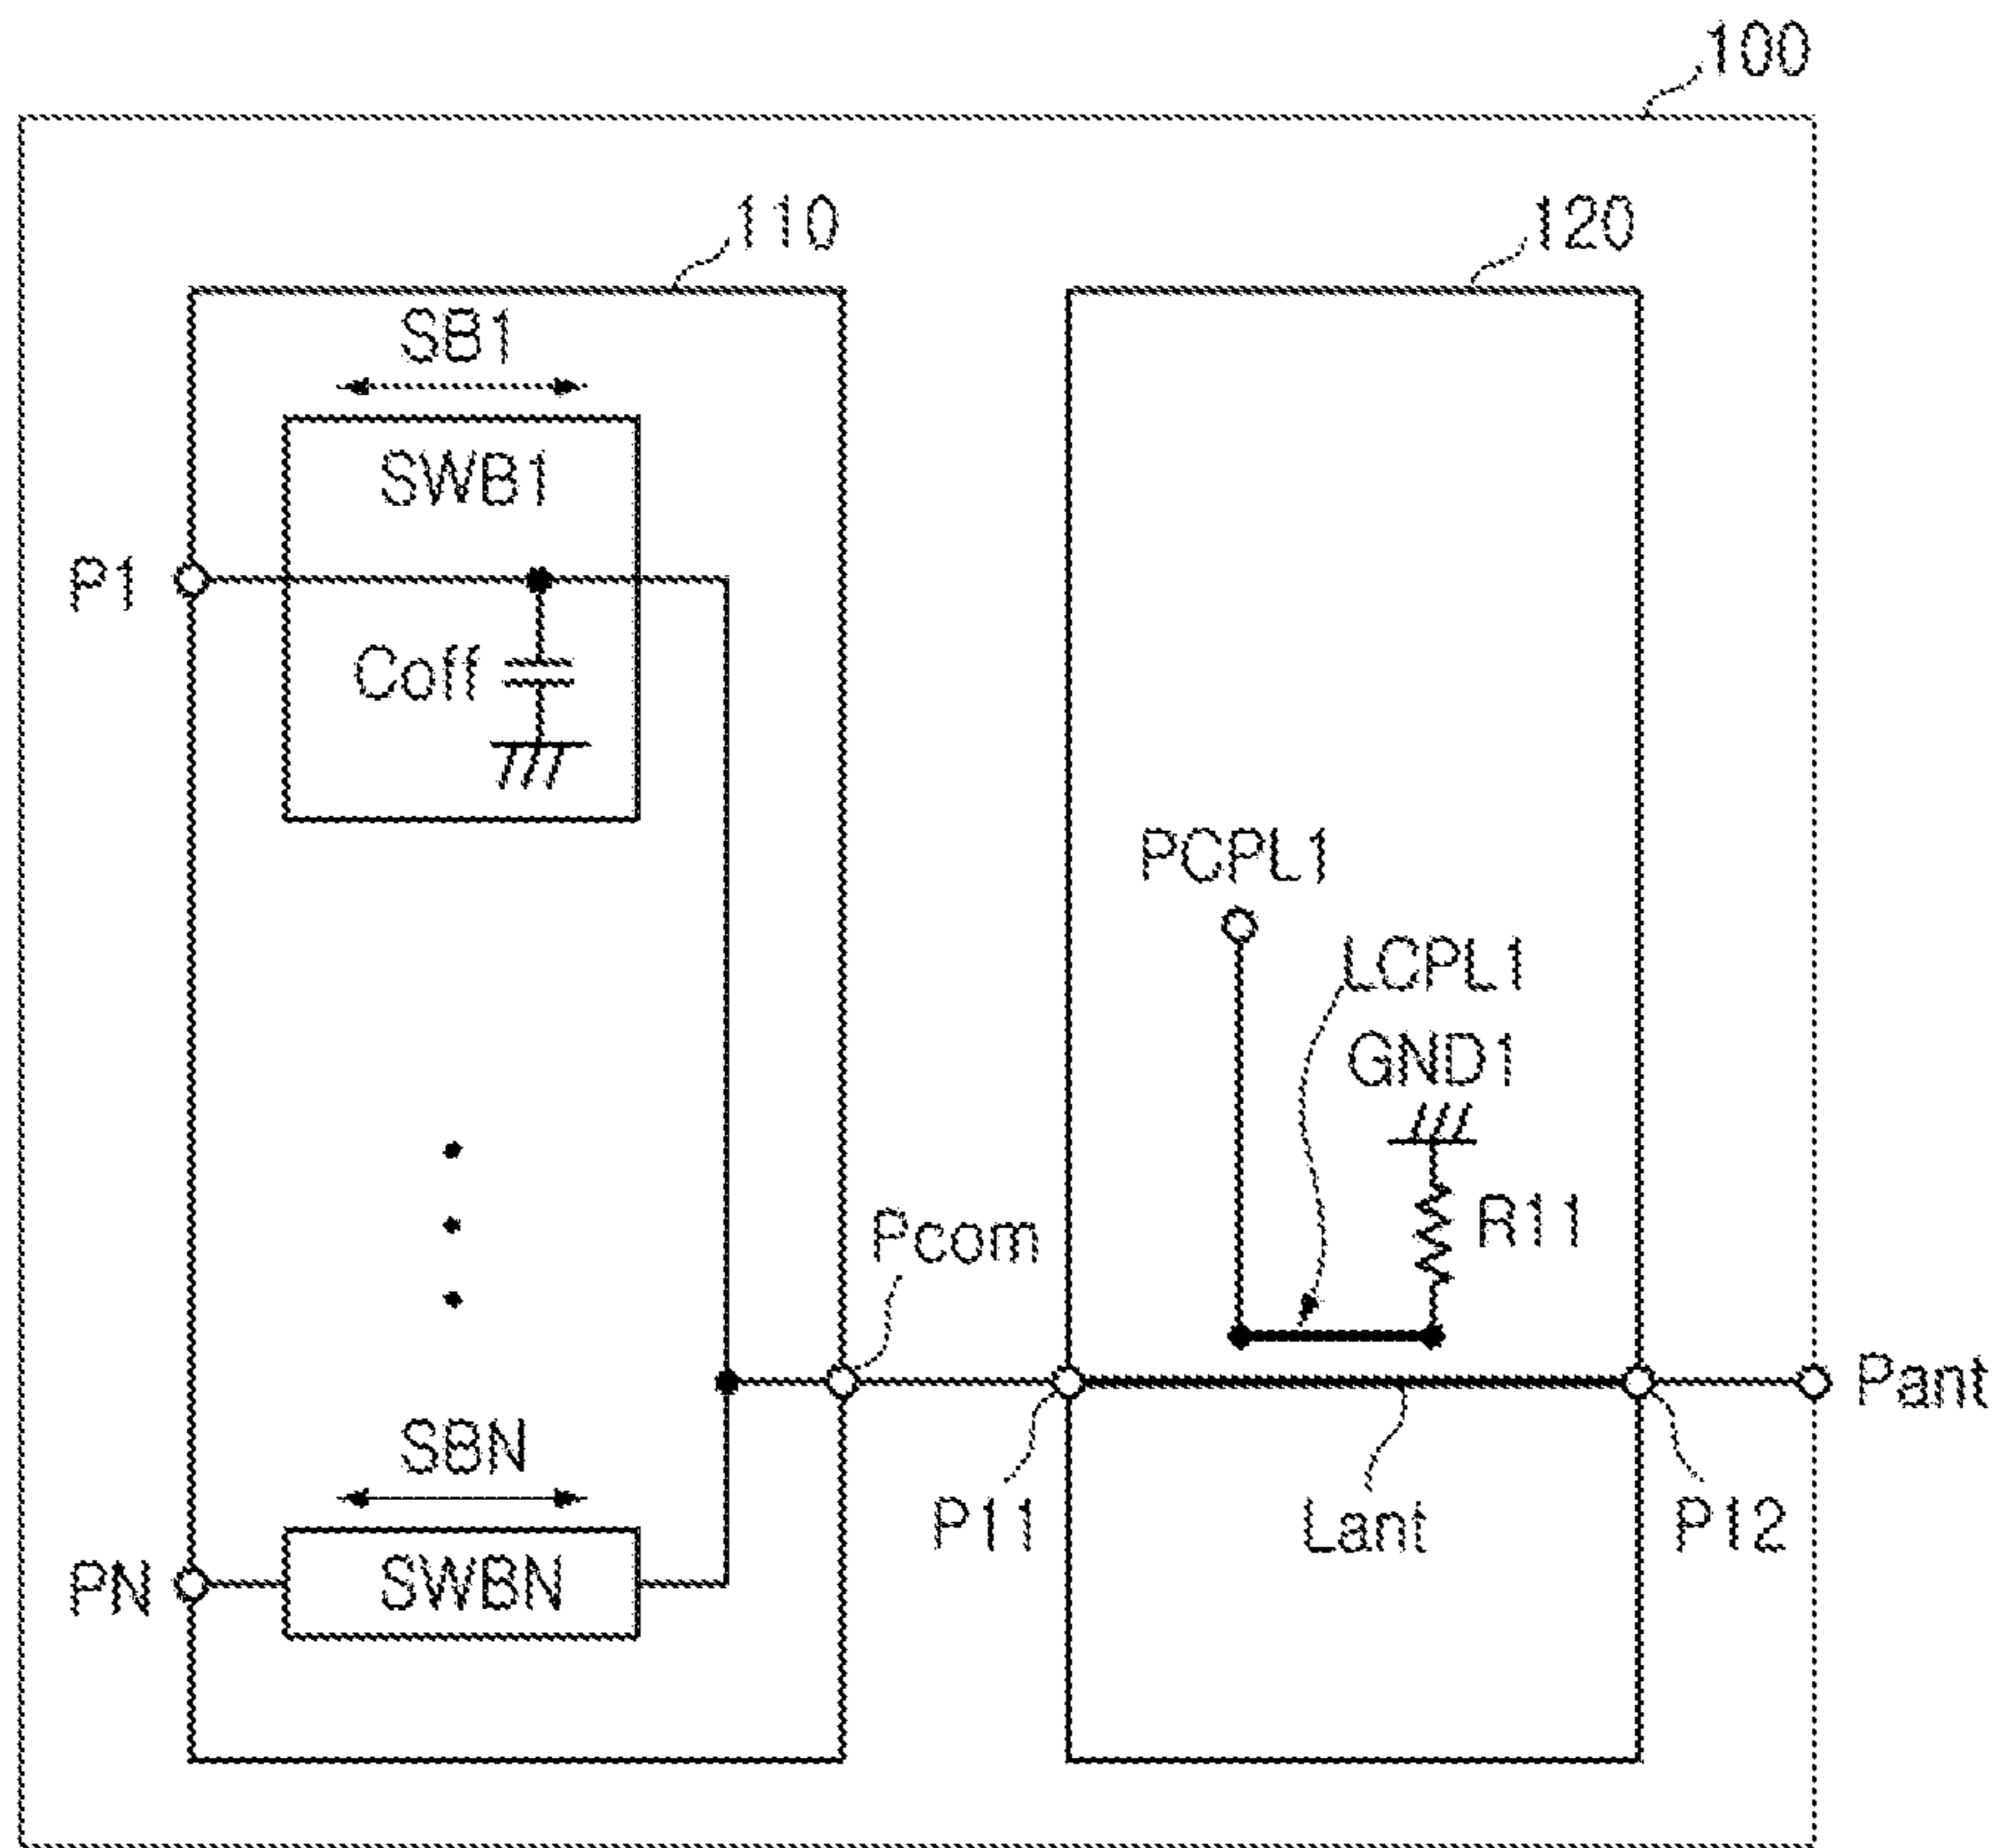 100
110
120
SB1
SWB1
P1
Coff
PCPL1
LCPL1
GND1
R11
Pcom
Pant
SBN
P11
Lant
P12
PN
SWBN